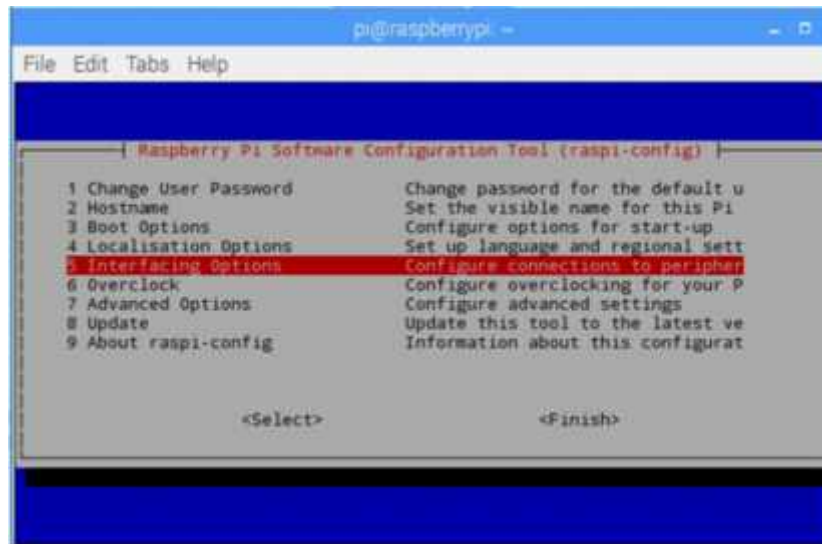 pi@raspberrypi: ~
File Edit Tabs Help
Raspberry Pi Software Configuration Tool (raspi-config)
1 Change User Password Change password for the default u
2 Hostname Set the visible name for this Pi
3 Boot Options Configure options for start-up
4 Localisation Options Set up language and regional sett
5 Interfacing Options Configure connections to peripher
6 Overclock Configure overclocking for your P
7 Advanced Options Configure advanced settings
8 Update Update this tool to the latest ve
9 About raspi-config Information about this configurat
<Select> <Finish>